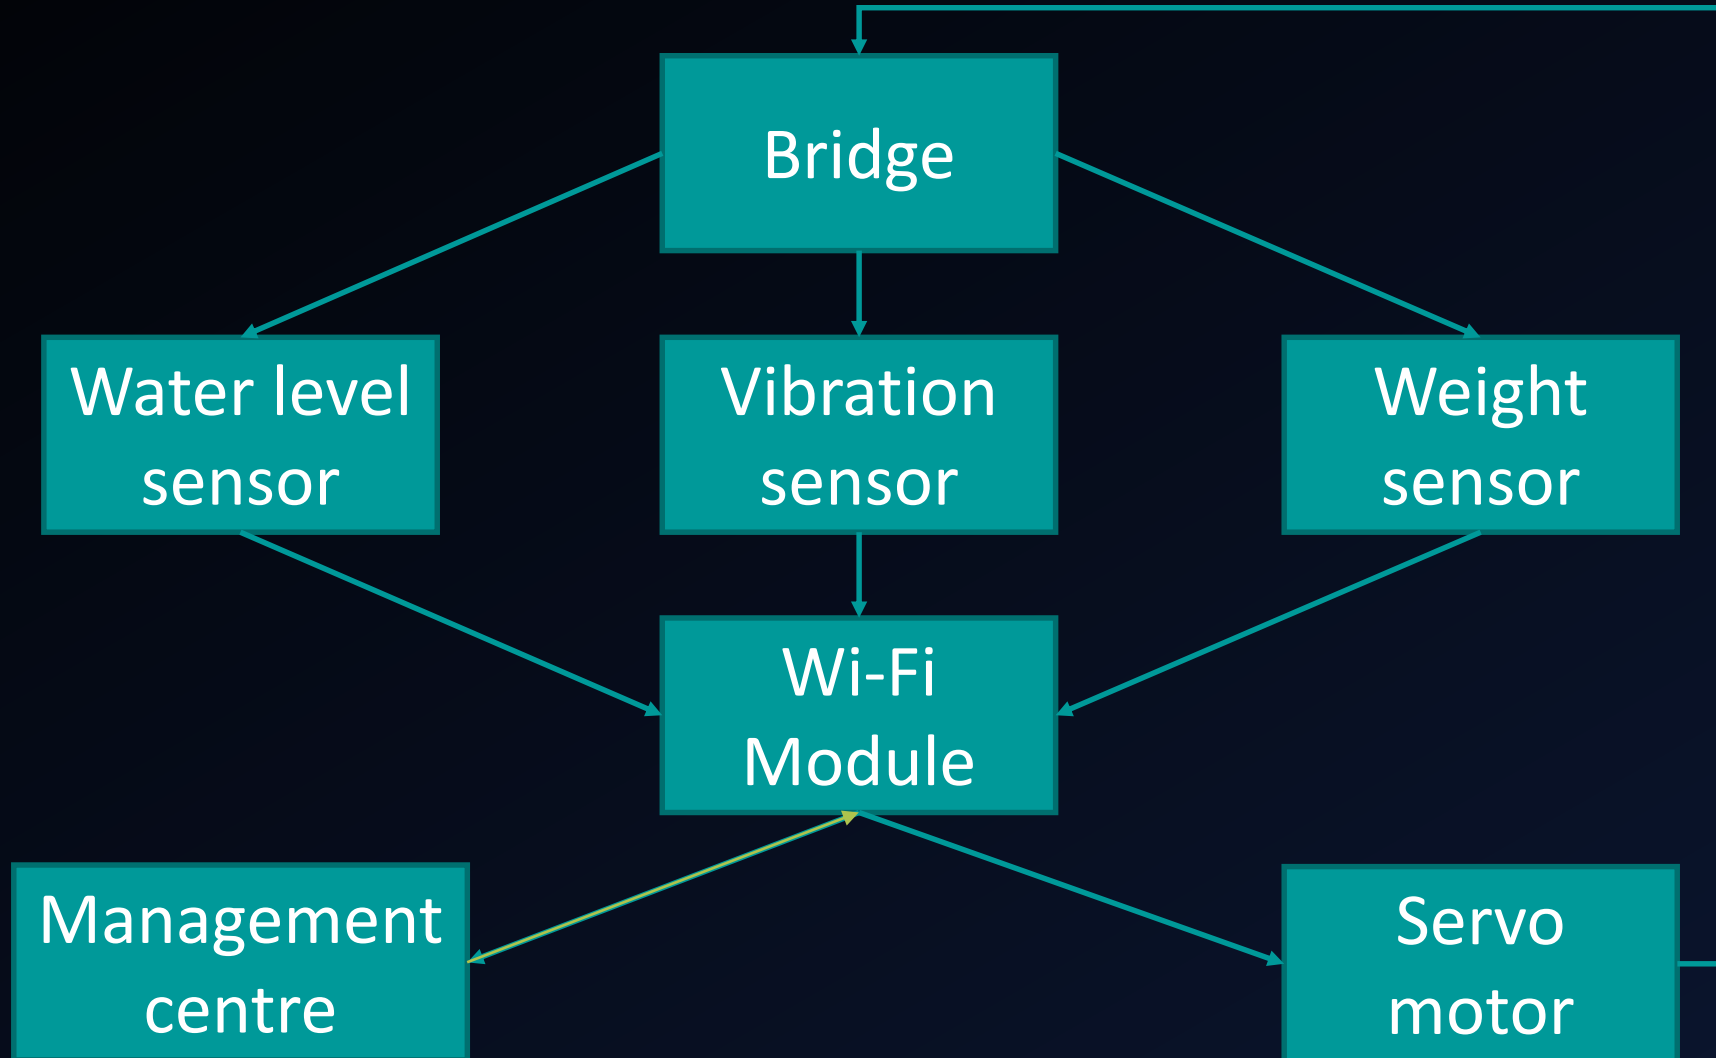 Bridge
Water level
sensor
Vibration
sensor
Weight
sensor
Wi-Fi
Module
Management
centre
Servo
motor